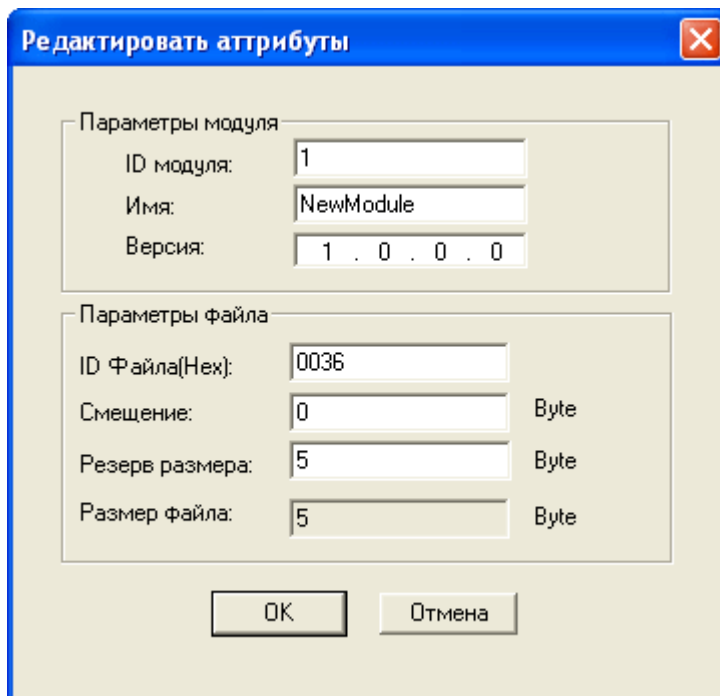 Редактировать аттрибуты
Параметры модуля
ID модуля: 1
Имя: NewModule
Версия: 1 . 0 . 0 . 0
Параметры файла
ID Файла(Hex): 0036
Смещение: 0 Byte
Резерв размера: 5 Byte
Размер файла: 5 Byte
OK Отмена